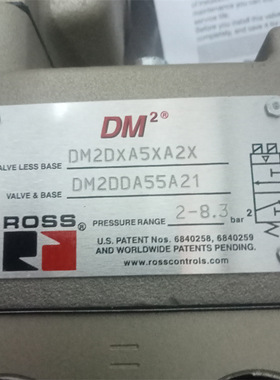 DM²®
VALVE LESS BASE DM2DXA5XA2X
VALVE & BASE DM2DDA55A21
ROSS® PRESSURE RANGE 2-8.3 bar
2
U.S. PATENT Nos. 6840258, 6840259
AND WORLDWIDE PATENTS PENDING.
www.rosscontrols.com